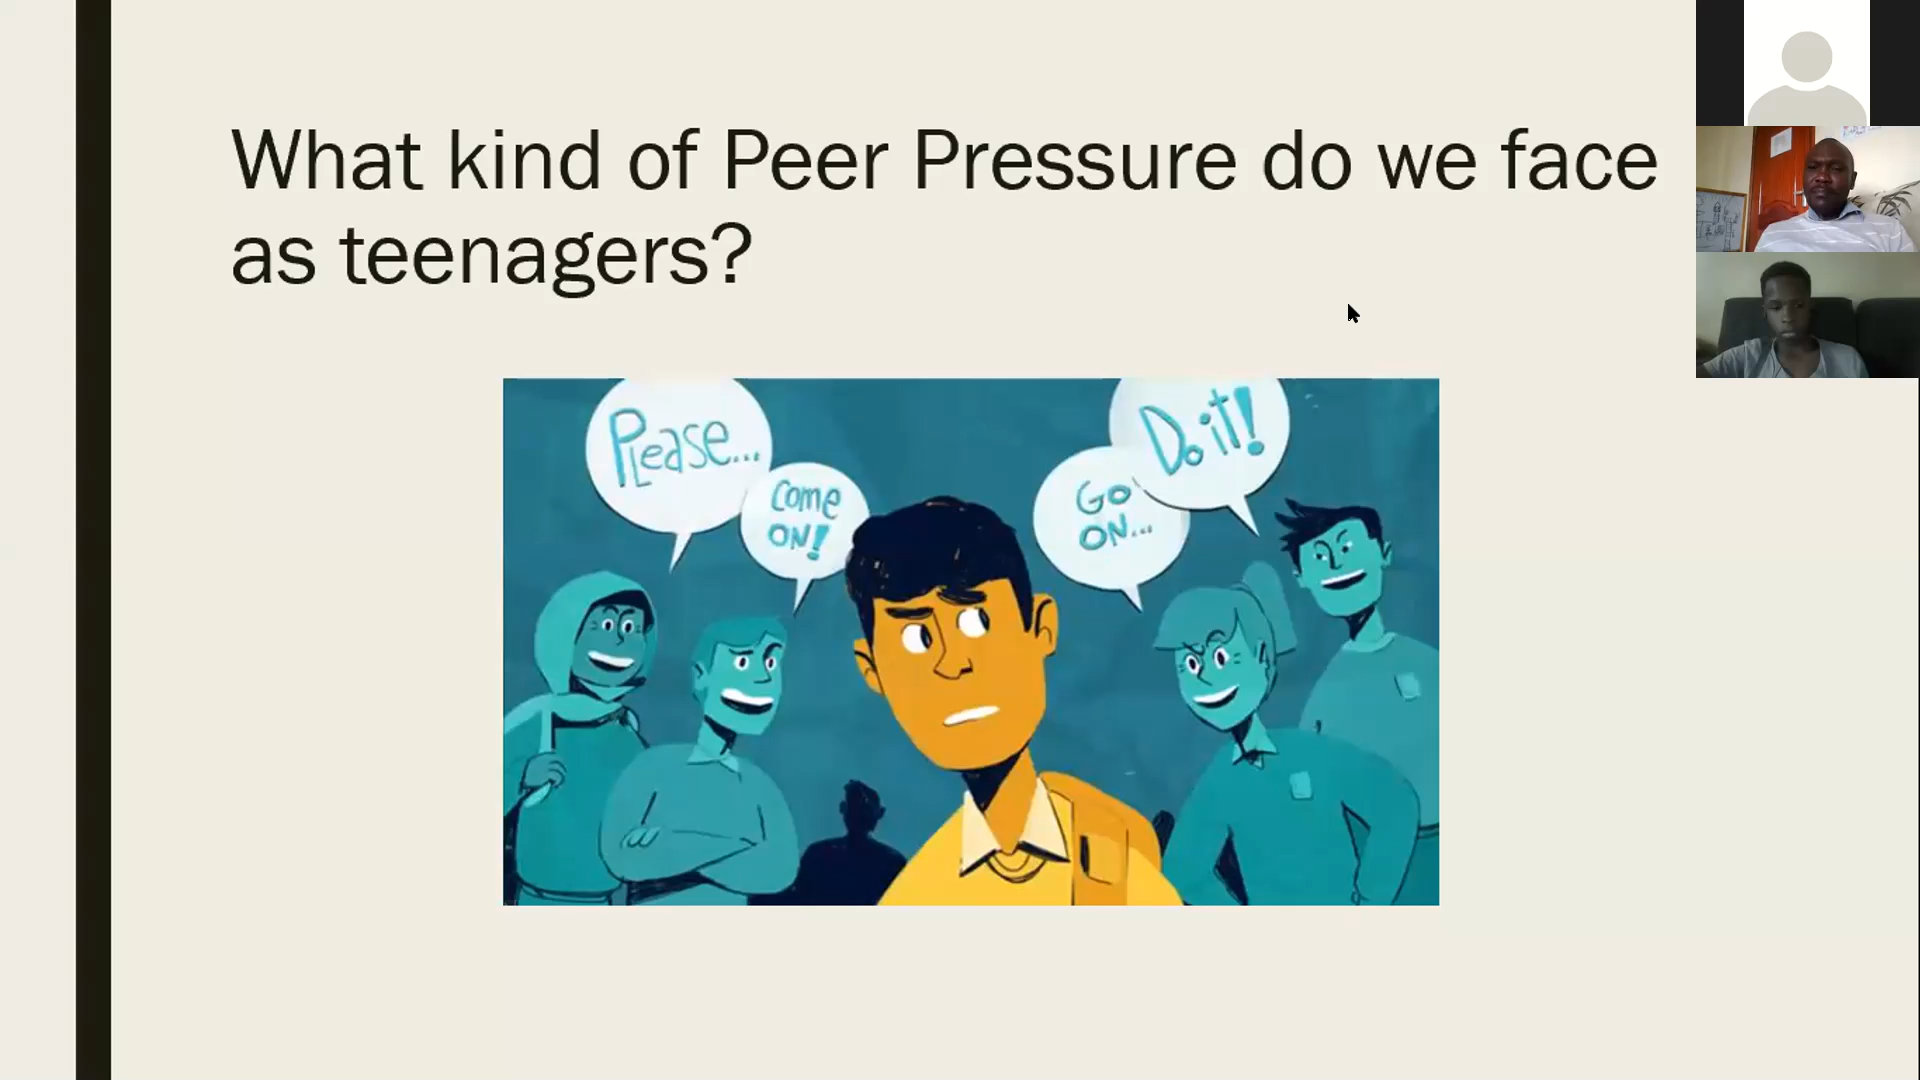 What kind of Peer Pressure do we face
as teenagers?
Please...
Come
ON!
Go
ON...
Do it!